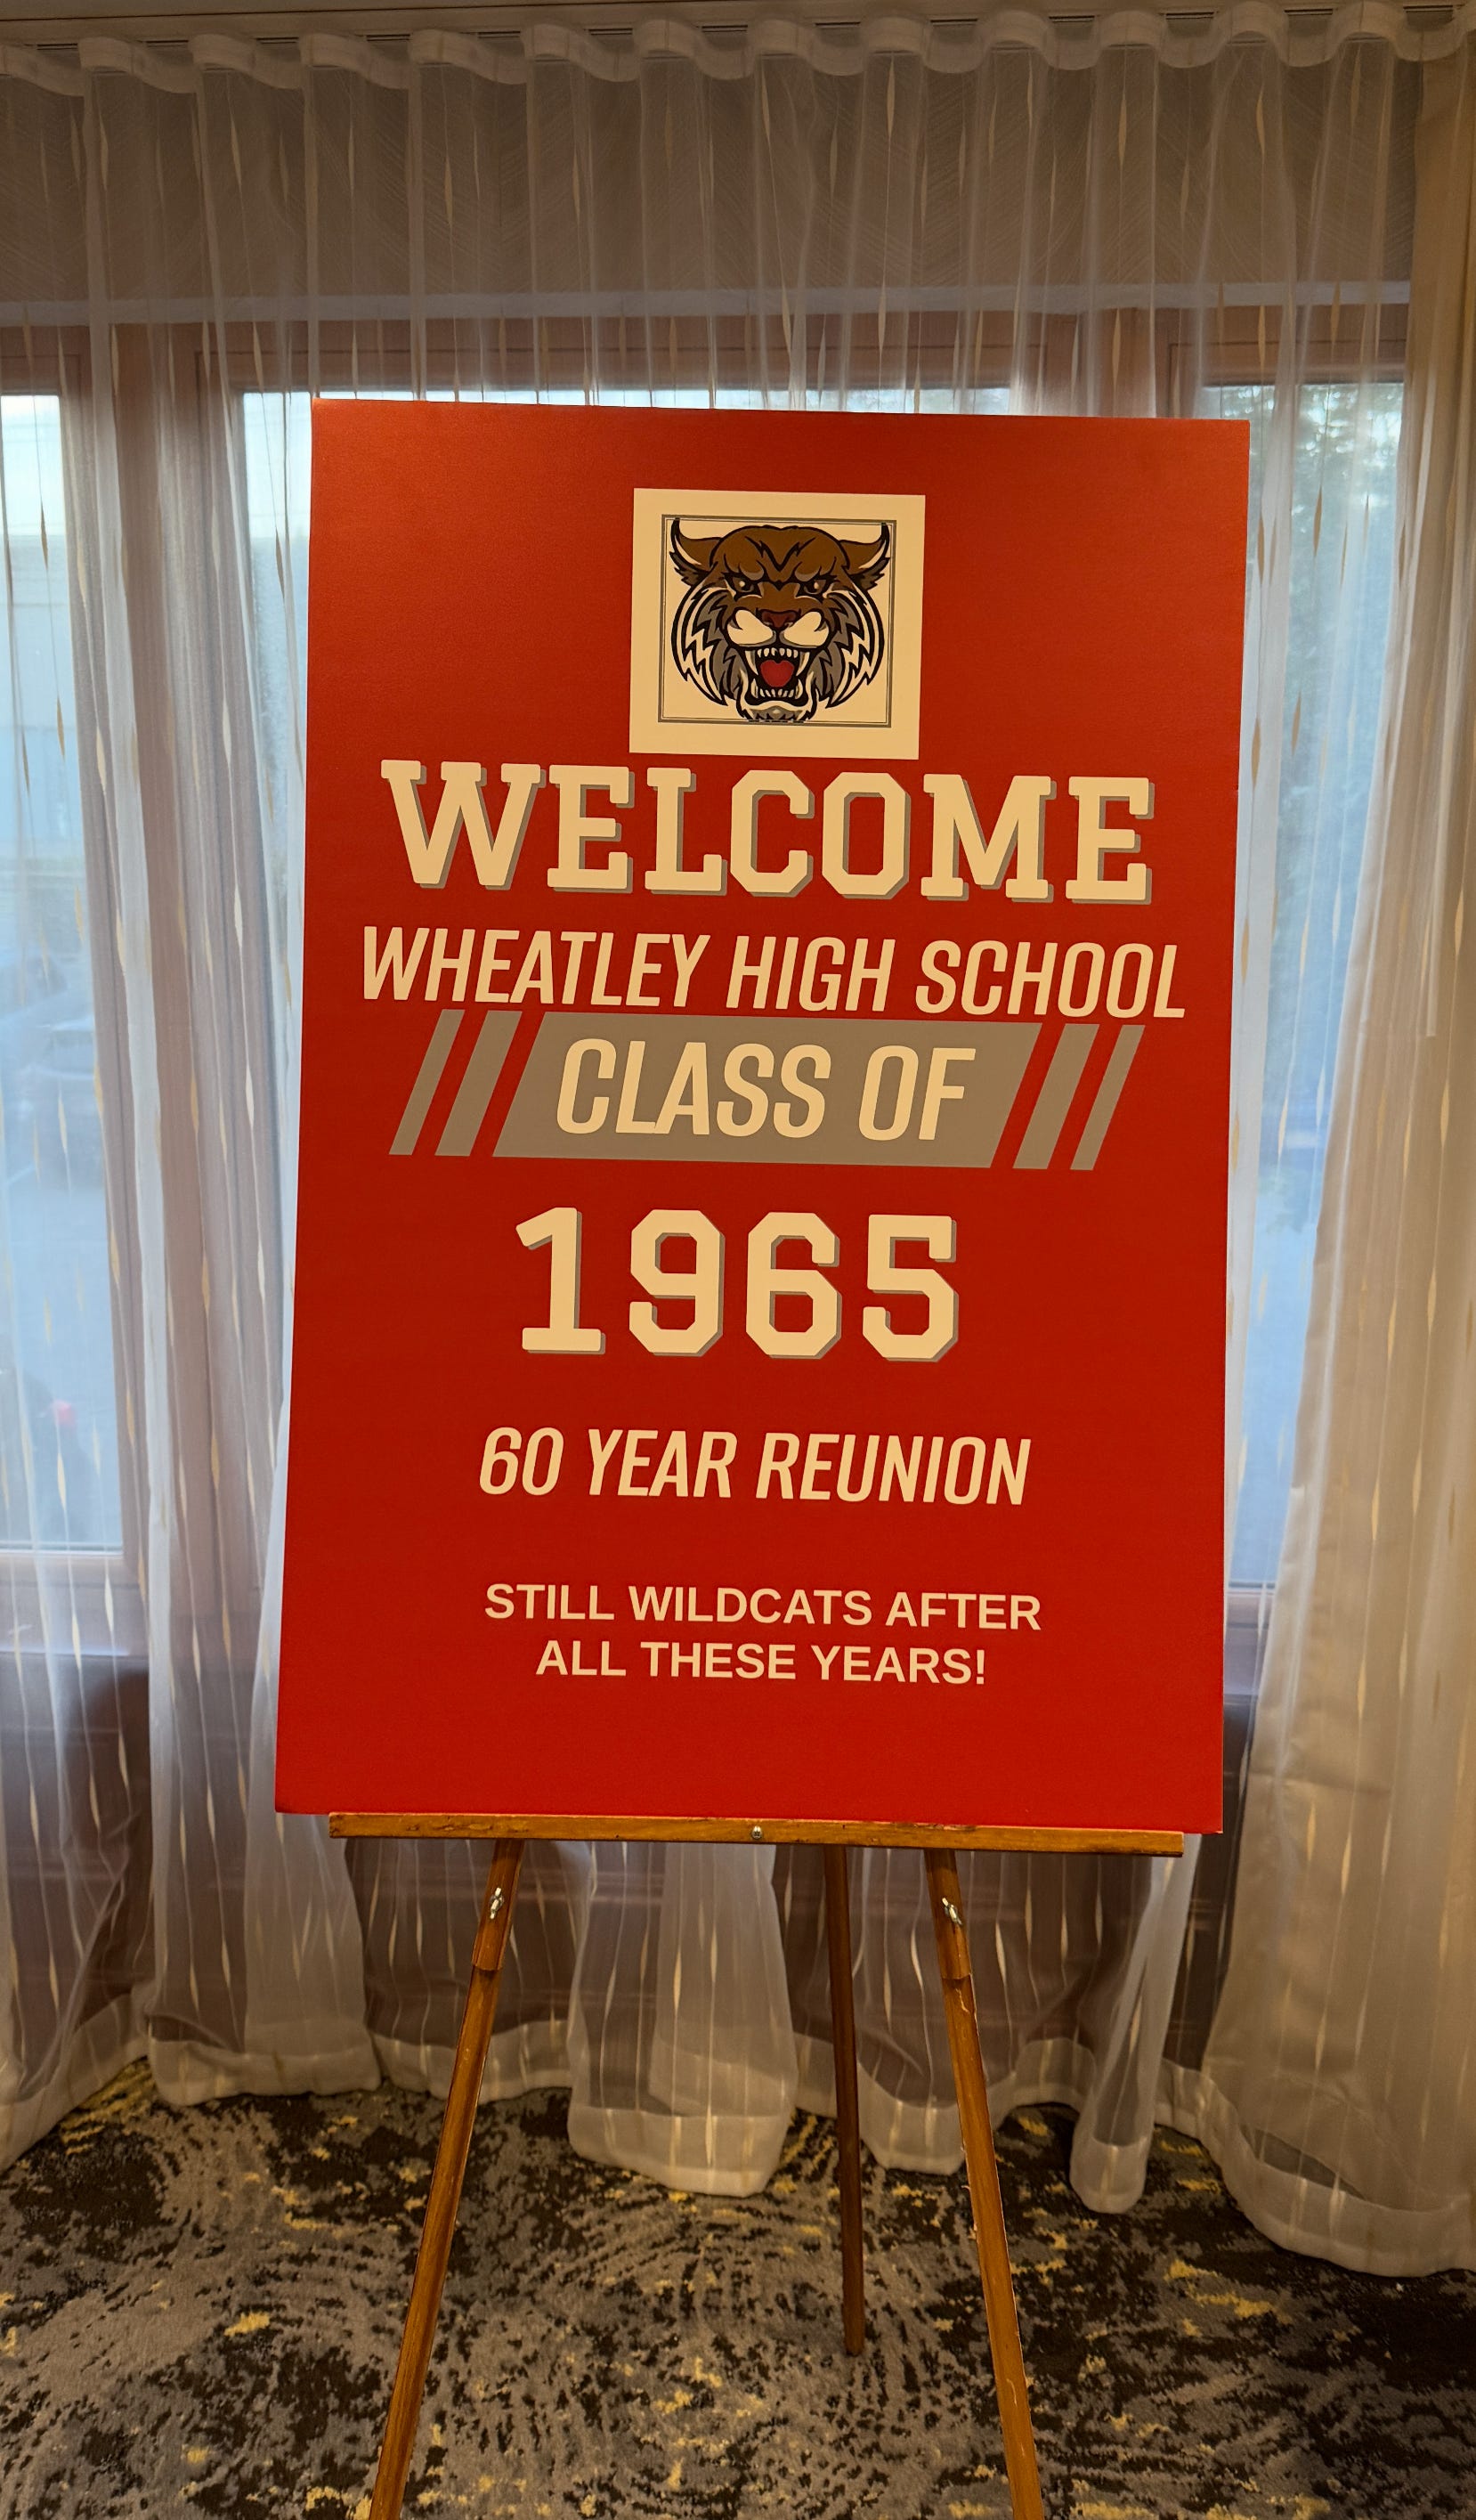 WELCOME
WHEATLEY HIGH SCHOOL
CLASS OF
1965
60 YEAR REUNION
STILL WILDCATS AFTER
ALL THESE YEARS!